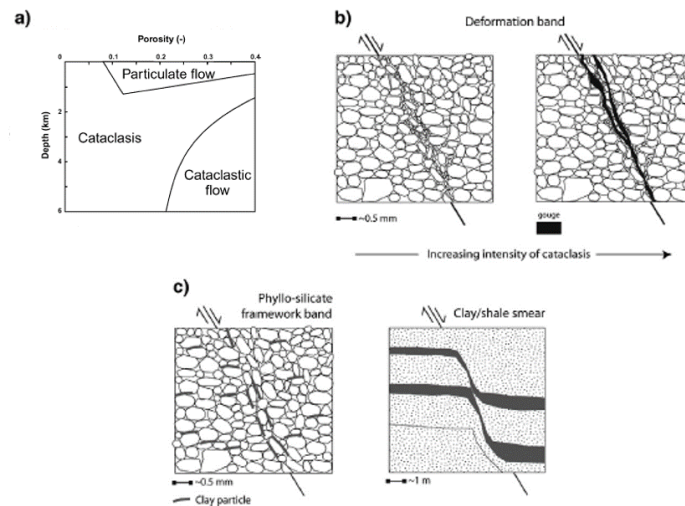 a)
Porosity (-)
0 0.1 0.2 0.3 0.4
0
2
4
6
Depth (km)
Particulate flow
Cataclasis
Cataclastic
flow
b)
Deformation band
~0.5 mm
gouge
Increasing intensity of cataclasis
c)
Phyllo-silicate
framework band
~0.5 mm
Clay particle
Clay/shale smear
~1 m